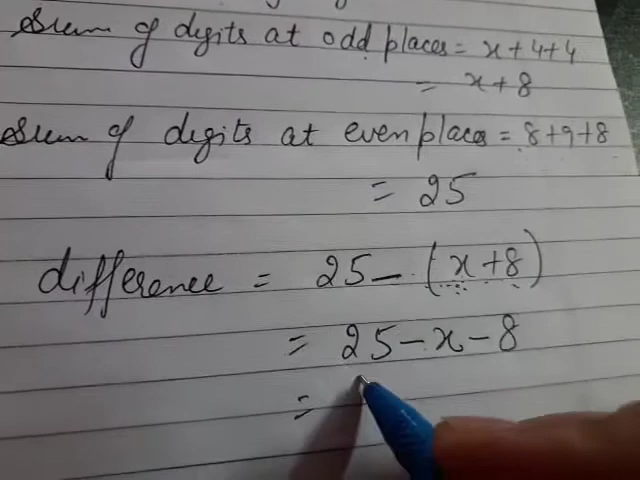 Sum of digits at odd places = x + 4 + 4
= x + 8
Sum of digits at even places = 8 + 9 + 8
= 25
difference = 25 - (x + 8)
= 25 - x - 8
=